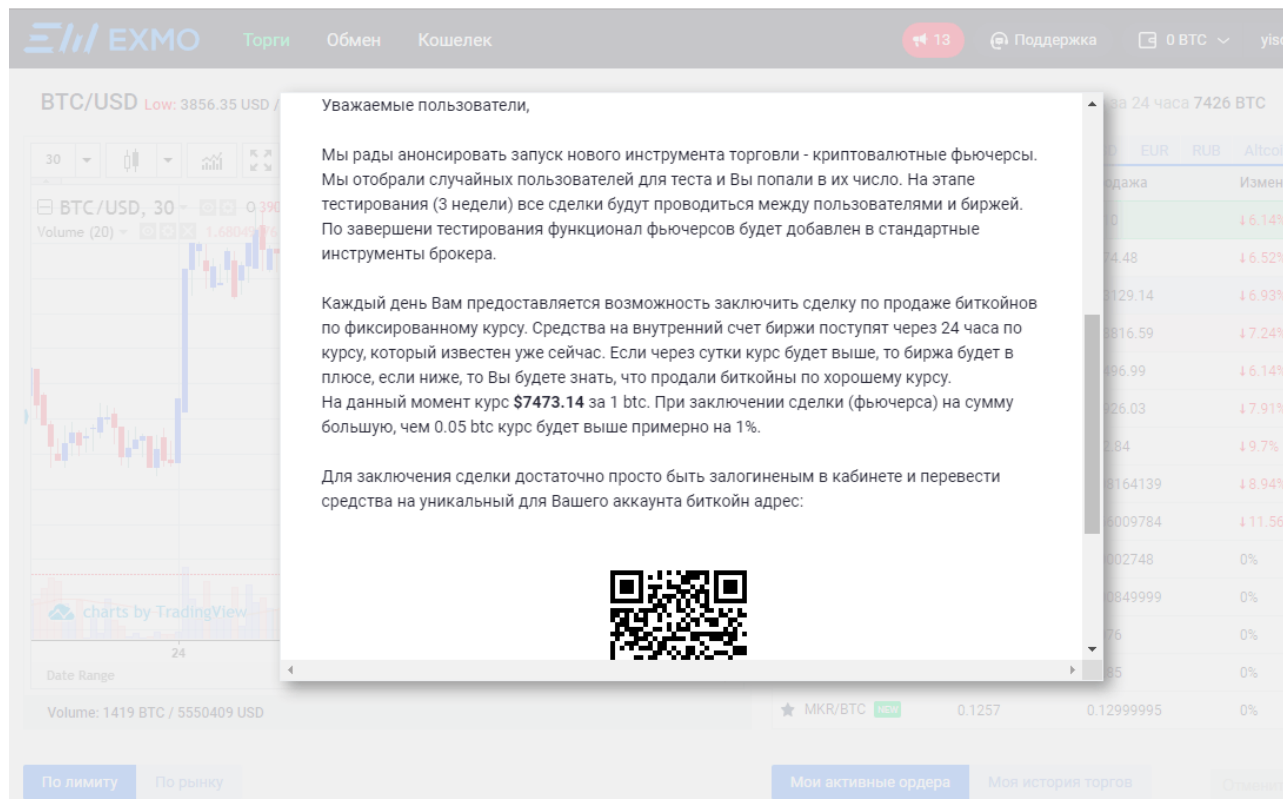 EXMO Торги Обмен Кошелек 13 Поддержка 0 BTC
BTC/USD Low: 3856.35 USD /
за 24 часа 7426 BTC
30
EUR RUB
BTC/USD, 30
Volume (20)
Уважаемые пользователи,
Мы рады анонсировать запуск нового инструмента торговли - криптовалютные фьючерсы.
Мы отобрали случайных пользователей для теста и Вы попали в их число. На этапе
тестирования (3 недели) все сделки будут проводиться между пользователями и биржей.
По завершени тестирования функционал фьючерсов будет добавлен в стандартные
инструменты брокера.
Каждый день Вам предоставляется возможность заключить сделку по продаже биткойнов
по фиксированному курсу. Средства на внутренний счет биржи поступят через 24 часа по
курсу, который известен уже сейчас. Если через сутки курс будет выше, то биржа будет в
плюсе, если ниже, то Вы будете знать, что продали биткойны по хорошему курсу.
На данный момент курс $7473.14 за 1 btc. При заключении сделки (фьючерса) на сумму
большую, чем 0.05 btc курс будет выше примерно на 1%.
Для заключения сделки достаточно просто быть залогиненым в кабинете и перевести
средства на уникальный для Вашего аккаунта биткойн адрес:
↓6.14%
↓6.52%
↓6.93%
↓7.24%
↓6.14%
↓7.91%
↓9.7%
↓8.94%
↓11.56
0%
0%
0%
0%
charts by TradingView
24
Date Range
Volume: 1419 BTC / 5550409 USD
MKR/BTC NEW 0.1257 0.12999995 0%
По лимиту По рынку
Мои активные ордера Моя история торгов